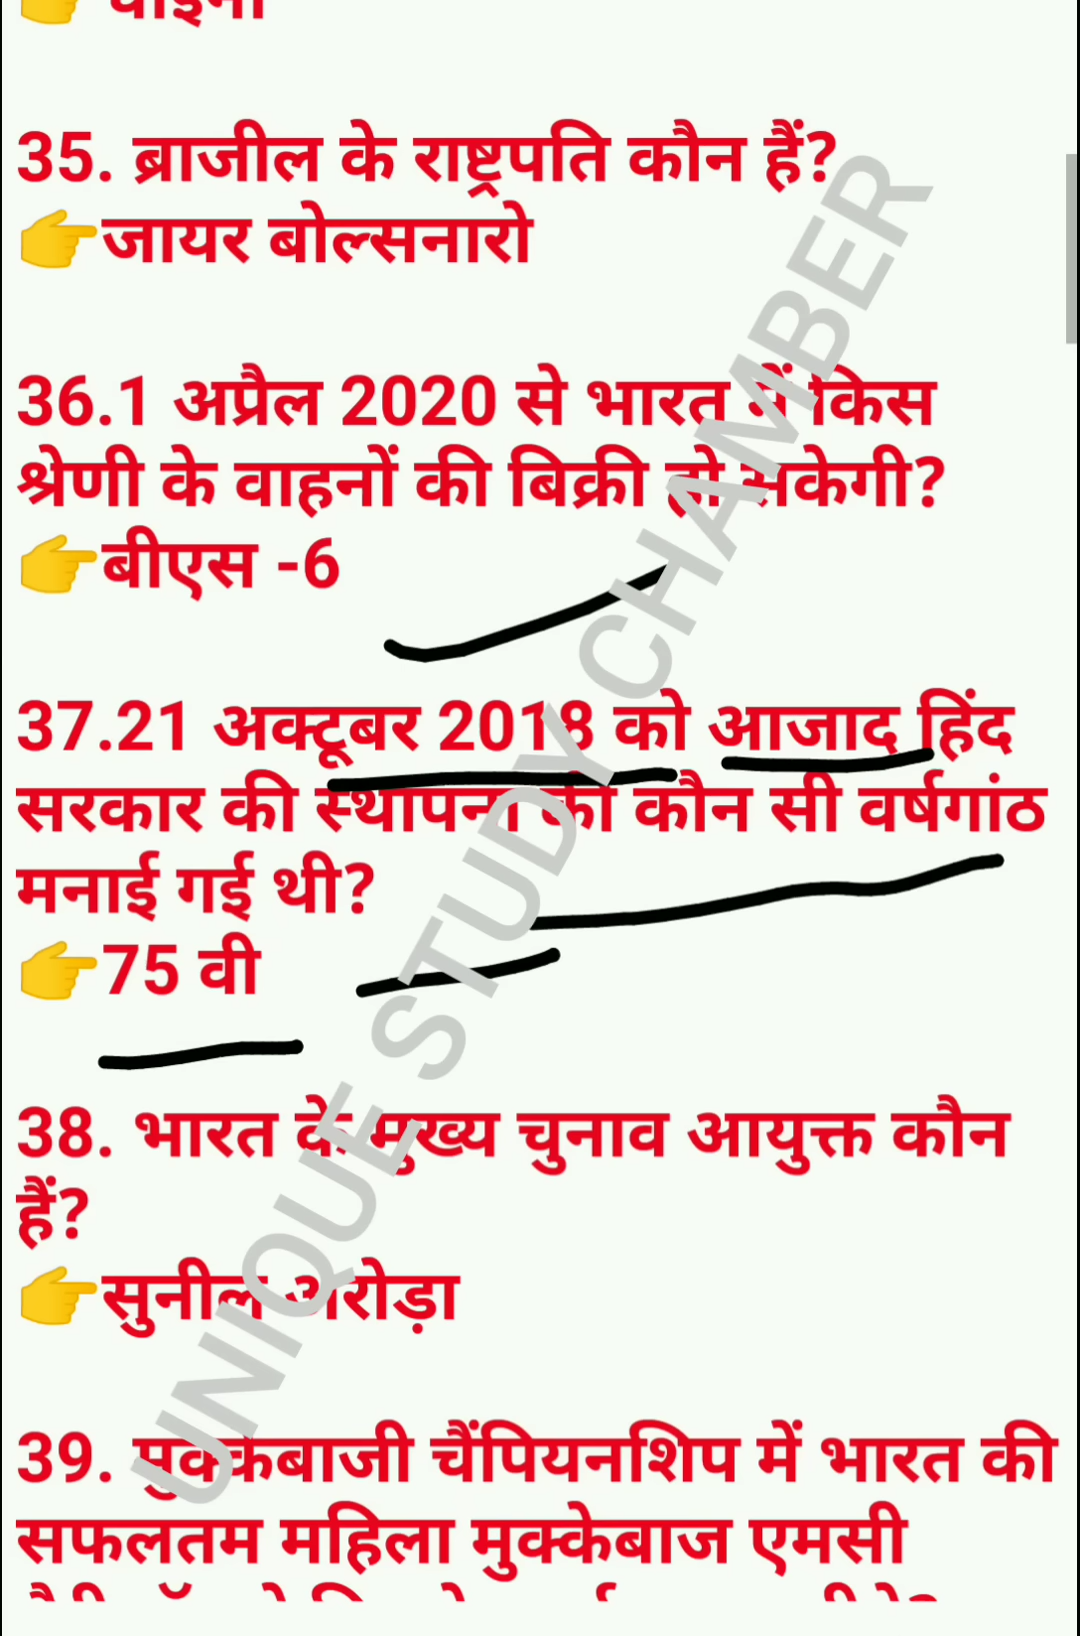 35. ब्राजील के राष्ट्रपति कौन हैं?
👉जायर बोल्सनारो
36.1 अप्रैल 2020 से भारत में किस
श्रेणी के वाहनों की बिक्री हो सकेगी?
👉बीएस -6
37.21 अक्टूबर 2018 को आजाद हिंद
सरकार की स्थापना की कौन सी वर्षगांठ
मनाई गई थी?
👉75 वी
38. भारत के मुख्य चुनाव आयुक्त कौन
हैं?
👉सुनील अरोड़ा
39. मुक्केबाजी चैंपियनशिप में भारत की
सफलतम महिला मुक्केबाज एमसी
UNIQUE STUDY CHAMBER